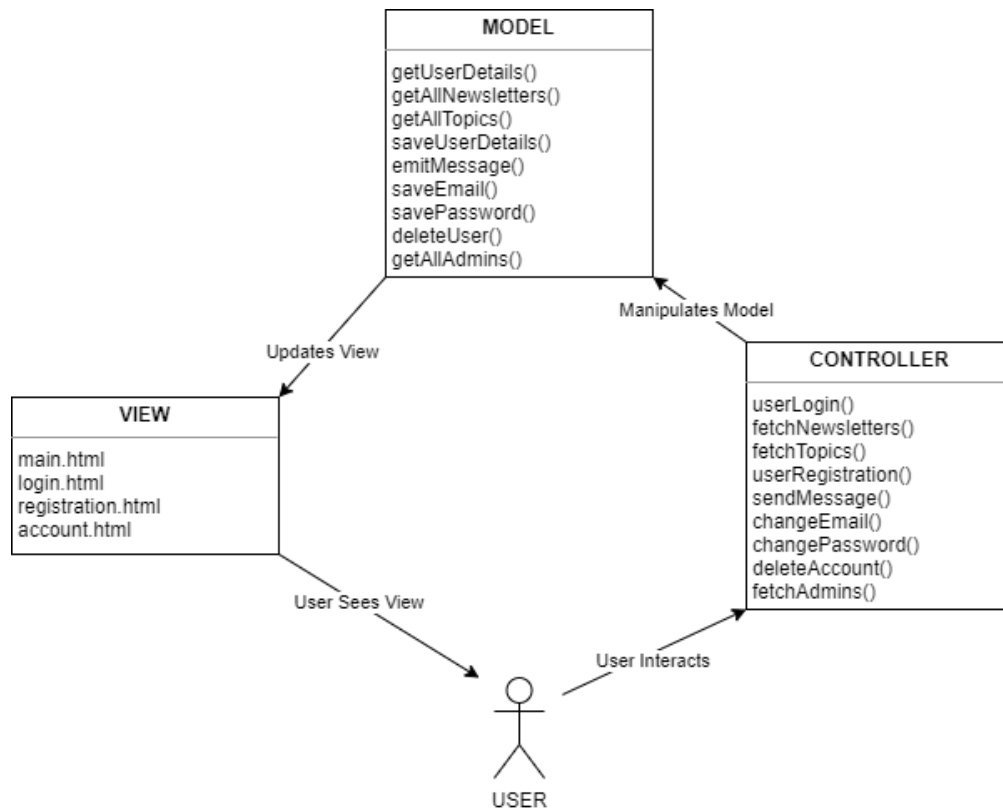 MODEL
getUserDetails()
getAllNewsletters()
getAllTopics()
saveUserDetails()
emitMessage()
saveEmail()
savePassword()
deleteUser()
getAllAdmins()
Manipulates Model
Updates View
CONTROLLER
userLogin()
fetchNewsletters()
fetchTopics()
userRegistration()
sendMessage()
changeEmail()
changePassword()
deleteAccount()
fetchAdmins()
VIEW
main.html
login.html
registration.html
account.html
User Sees View
User Interacts
USER